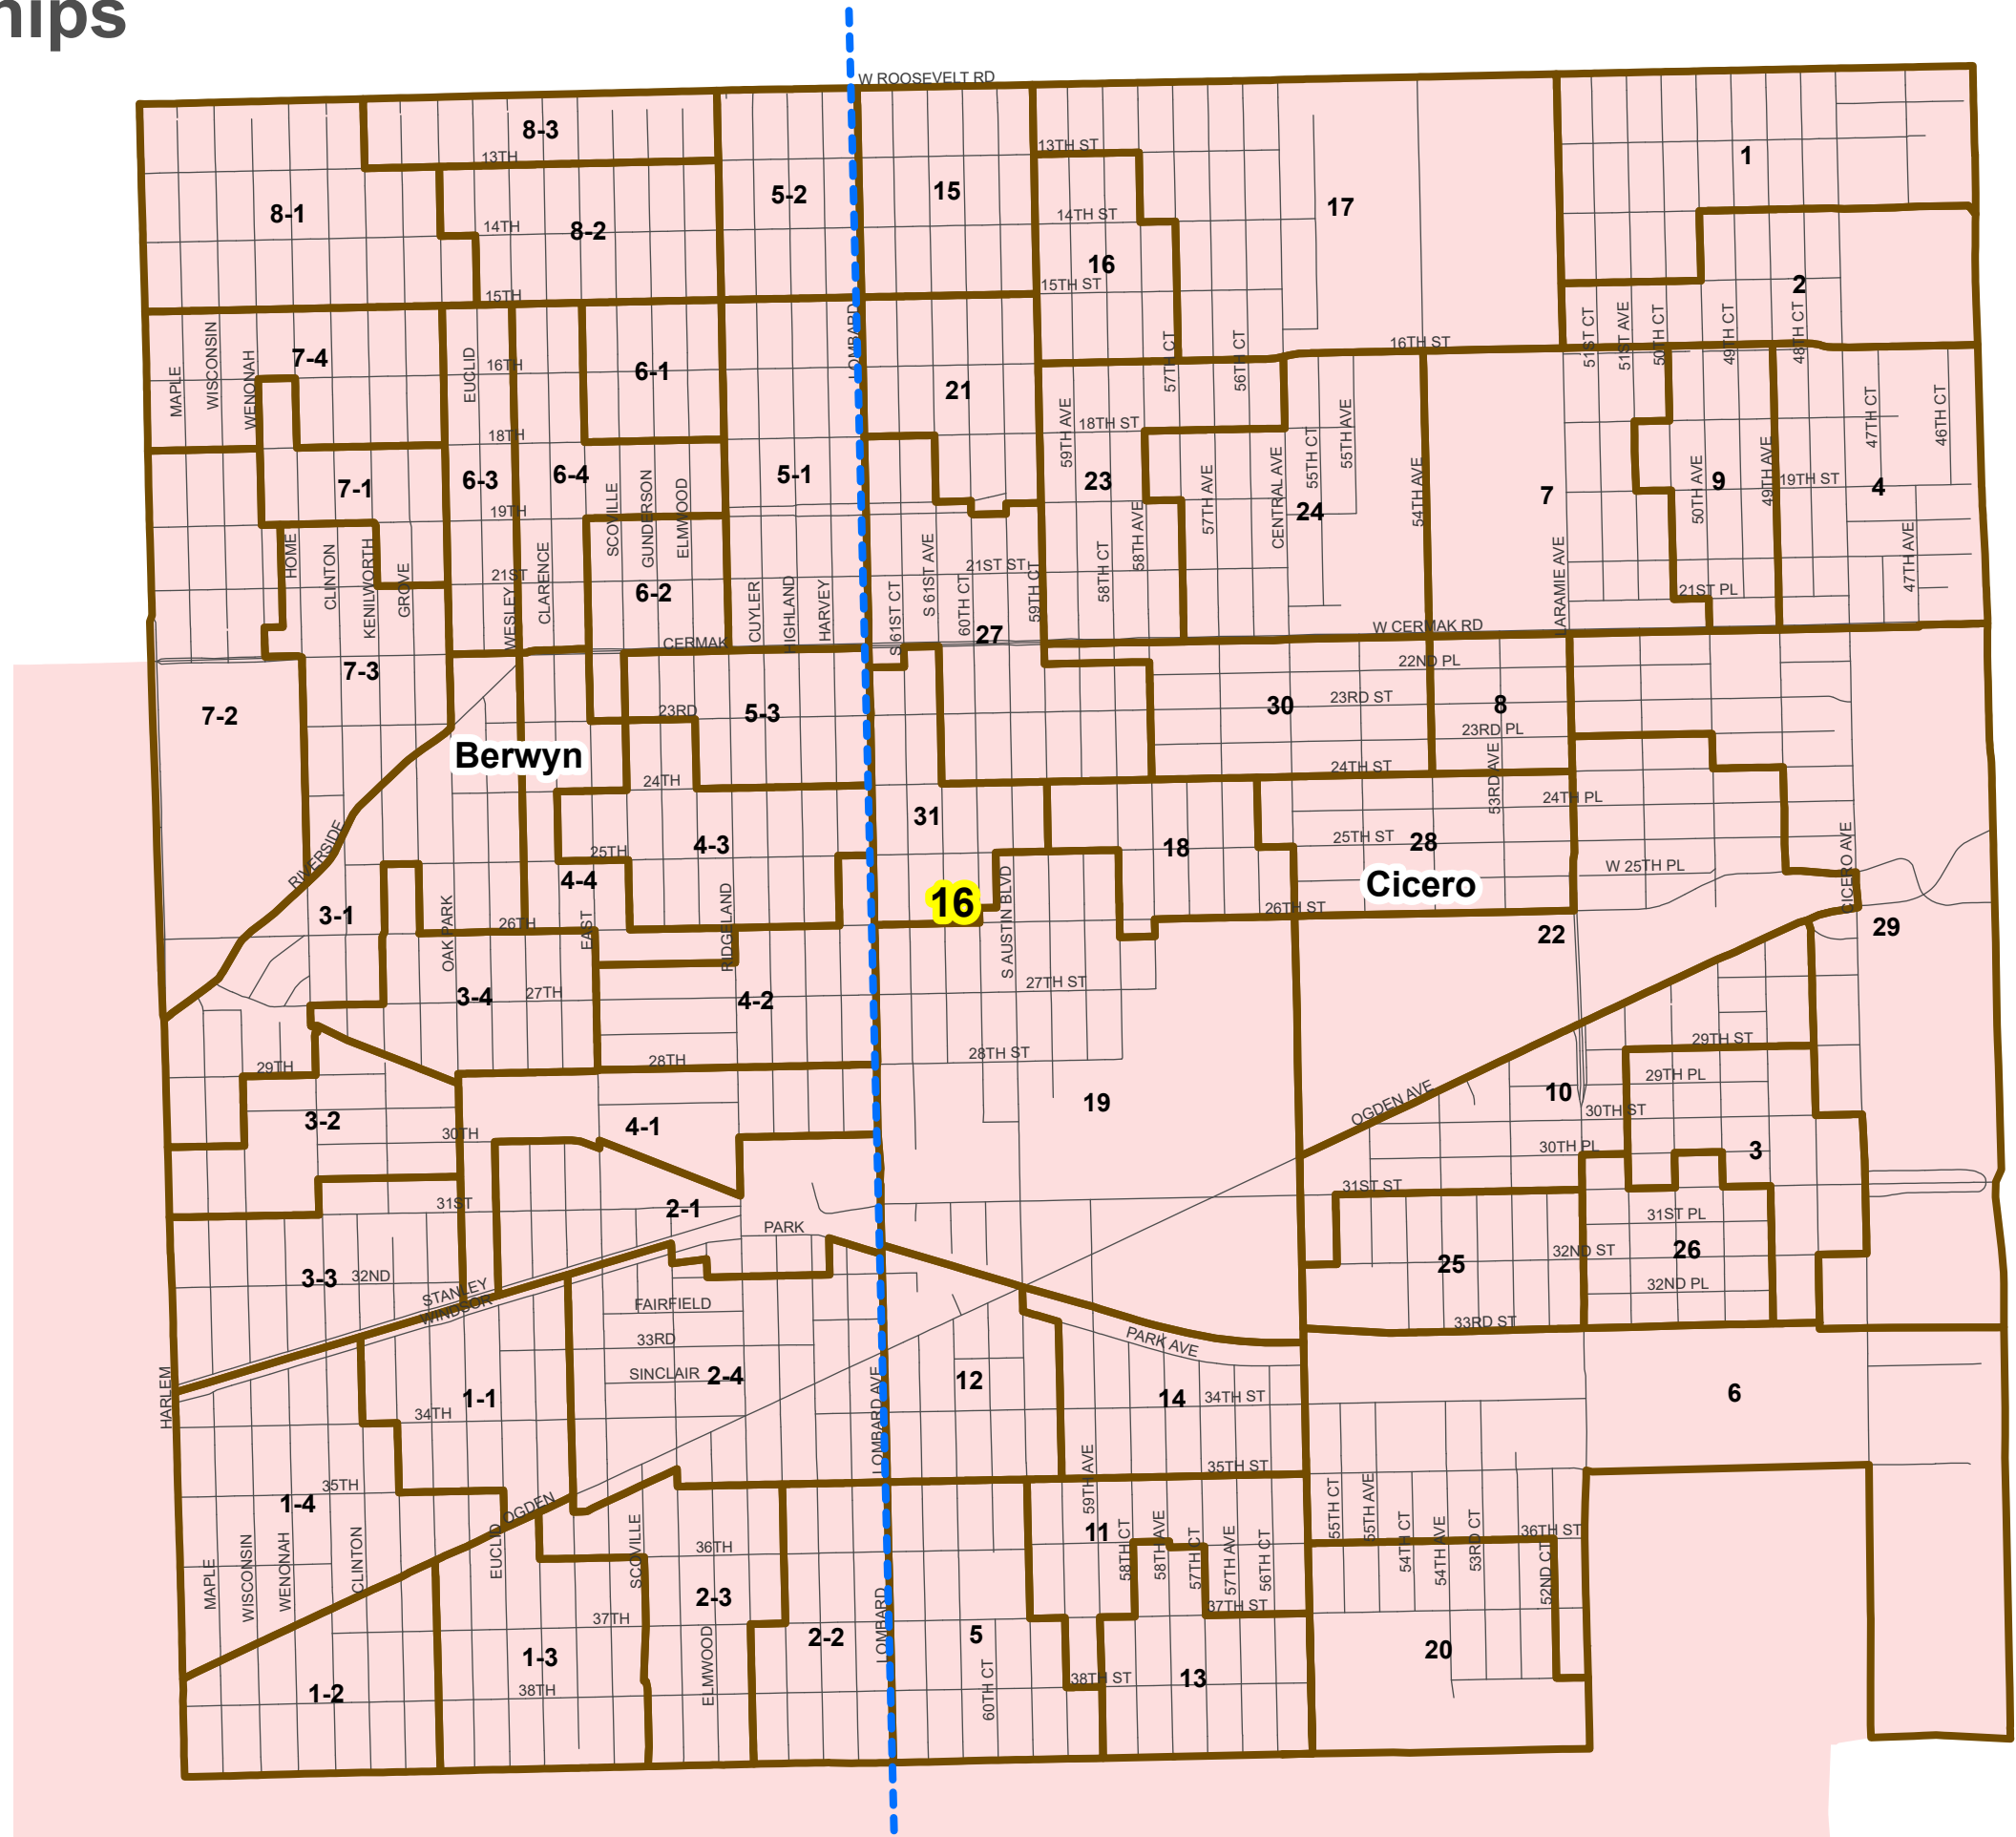 hips
W ROOSEVELT RD
8-3
13TH
13TH ST
1
8-1
14TH
8-2
5-2
15
14TH ST
17
16
15TH
15TH ST
2
MAPLE
WISCONSIN
WENONAH
7-4
EUCLID
16TH
6-1
LOMBARD
21
57TH CT
56TH CT
16TH ST
51ST CT
51ST AVE
50TH CT
49TH CT
48TH CT
18TH
59TH AVE
18TH ST
55TH CT
55TH AVE
47TH CT
46TH CT
7-1
6-3
6-4
5-1
23
24
54TH AVE
7
9
49TH AVE
19TH ST
4
SCOVILLE
GUNDERSON
ELMWOOD
57TH AVE
CENTRAL AVE
50TH AVE
19TH
HOME
CLINTON
KENILWORTH
GROVE
21ST
WESLEY
CLARENCE
6-2
CUYLER
HIGHLAND
HARVEY
S 61ST CT
S 61ST AVE
60TH CT
21ST ST
59TH CT
58TH CT
58TH AVE
LARAMIE AVE
21ST PL
47TH AVE
27
W CERMAK RD
CERMAK
7-3
22ND PL
7-2
23RD
5-3
30
23RD ST
8
23RD PL
Berwyn
24TH
24TH ST
53RD AVE
24TH PL
31
RIVERSIDE
25TH
4-3
18
25TH ST
28
W 25TH PL
CICERO AVE
4-4
Cicero
16
3-1
OAK PARK
26TH
EAST
RIDGELAND
S AUSTIN BLVD
26TH ST
22
29
3-4
27TH
4-2
27TH ST
29TH
28TH
28TH ST
29TH ST
29TH PL
3-2
4-1
19
OGDEN AVE
10
30TH ST
30TH
30TH PL
3
31ST
2-1
31ST ST
31ST PL
PARK
3-3
32ND
STANLEY
WINDSOR
25
32ND ST
26
32ND PL
FAIRFIELD
33RD
33RD ST
PARK AVE
HARLEM
SINCLAIR
2-4
LOMBARD AVE
12
1-1
34TH
14
34TH ST
6
35TH
1-4
OGDEN
59TH AVE
35TH ST
55TH CT
55TH AVE
54TH CT
54TH AVE
53RD CT
36TH ST
52ND CT
MAPLE
WISCONSIN
WENONAH
CLINTON
EUCLID
SCOVILLE
36TH
11
58TH CT
58TH AVE
57TH CT
57TH AVE
56TH CT
2-3
37TH
37TH ST
2-2
LOMBARD
5
20
1-3
ELMWOOD
60TH CT
38TH ST
13
1-2
38TH